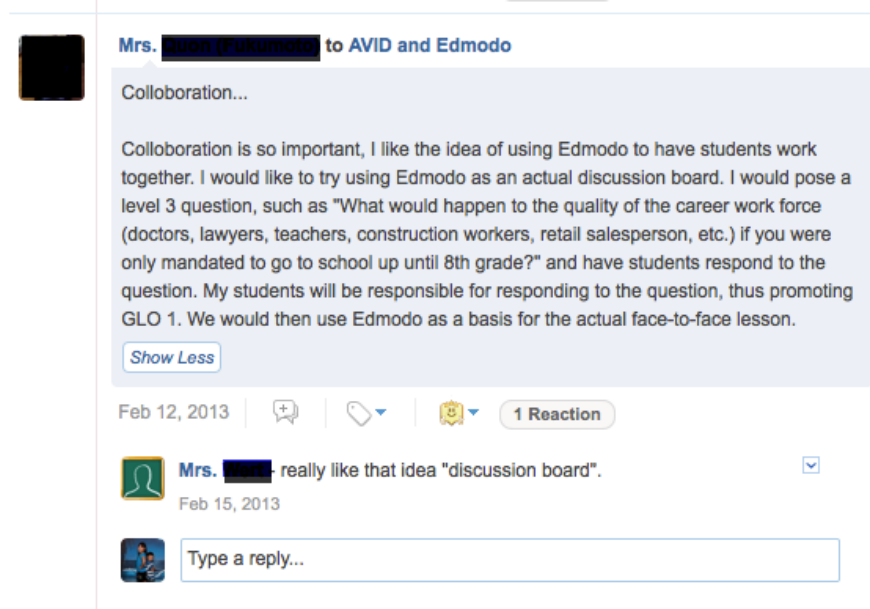 Mrs. to AVID and Edmodo
Colloboration...
Colloboration is so important, I like the idea of using Edmodo to have students work
together. I would like to try using Edmodo as an actual discussion board. I would pose a
level 3 question, such as "What would happen to the quality of the career work force
(doctors, lawyers, teachers, construction workers, retail salesperson, etc.) if you were
only mandated to go to school up until 8th grade?" and have students respond to the
question. My students will be responsible for responding to the question, thus promoting
GLO 1. We would then use Edmodo as a basis for the actual face-to-face lesson.
Show Less
Feb 12, 2013 1 Reaction
Mrs. - really like that idea "discussion board".
Feb 15, 2013
Type a reply...